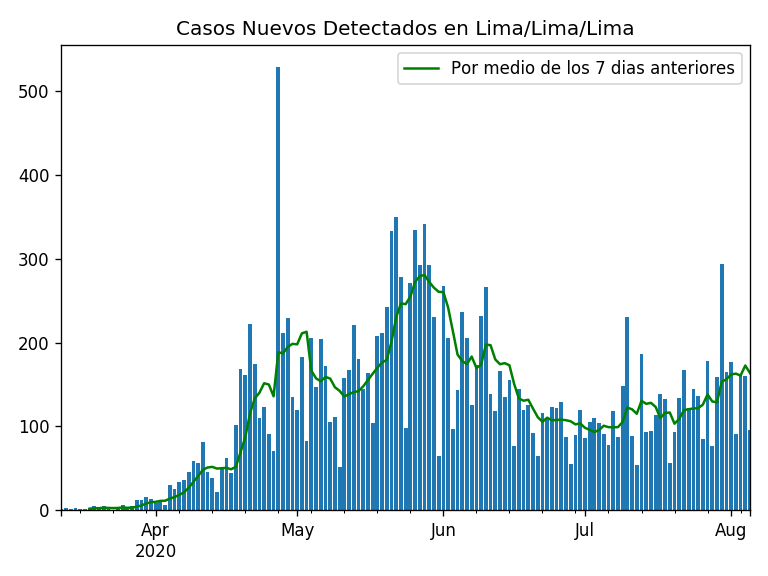 Casos Nuevos Detectados en Lima/Lima/Lima
Por medio de los 7 dias anteriores
500
400
300
200
100
0
Apr
2020
May
Jun
Jul
Aug